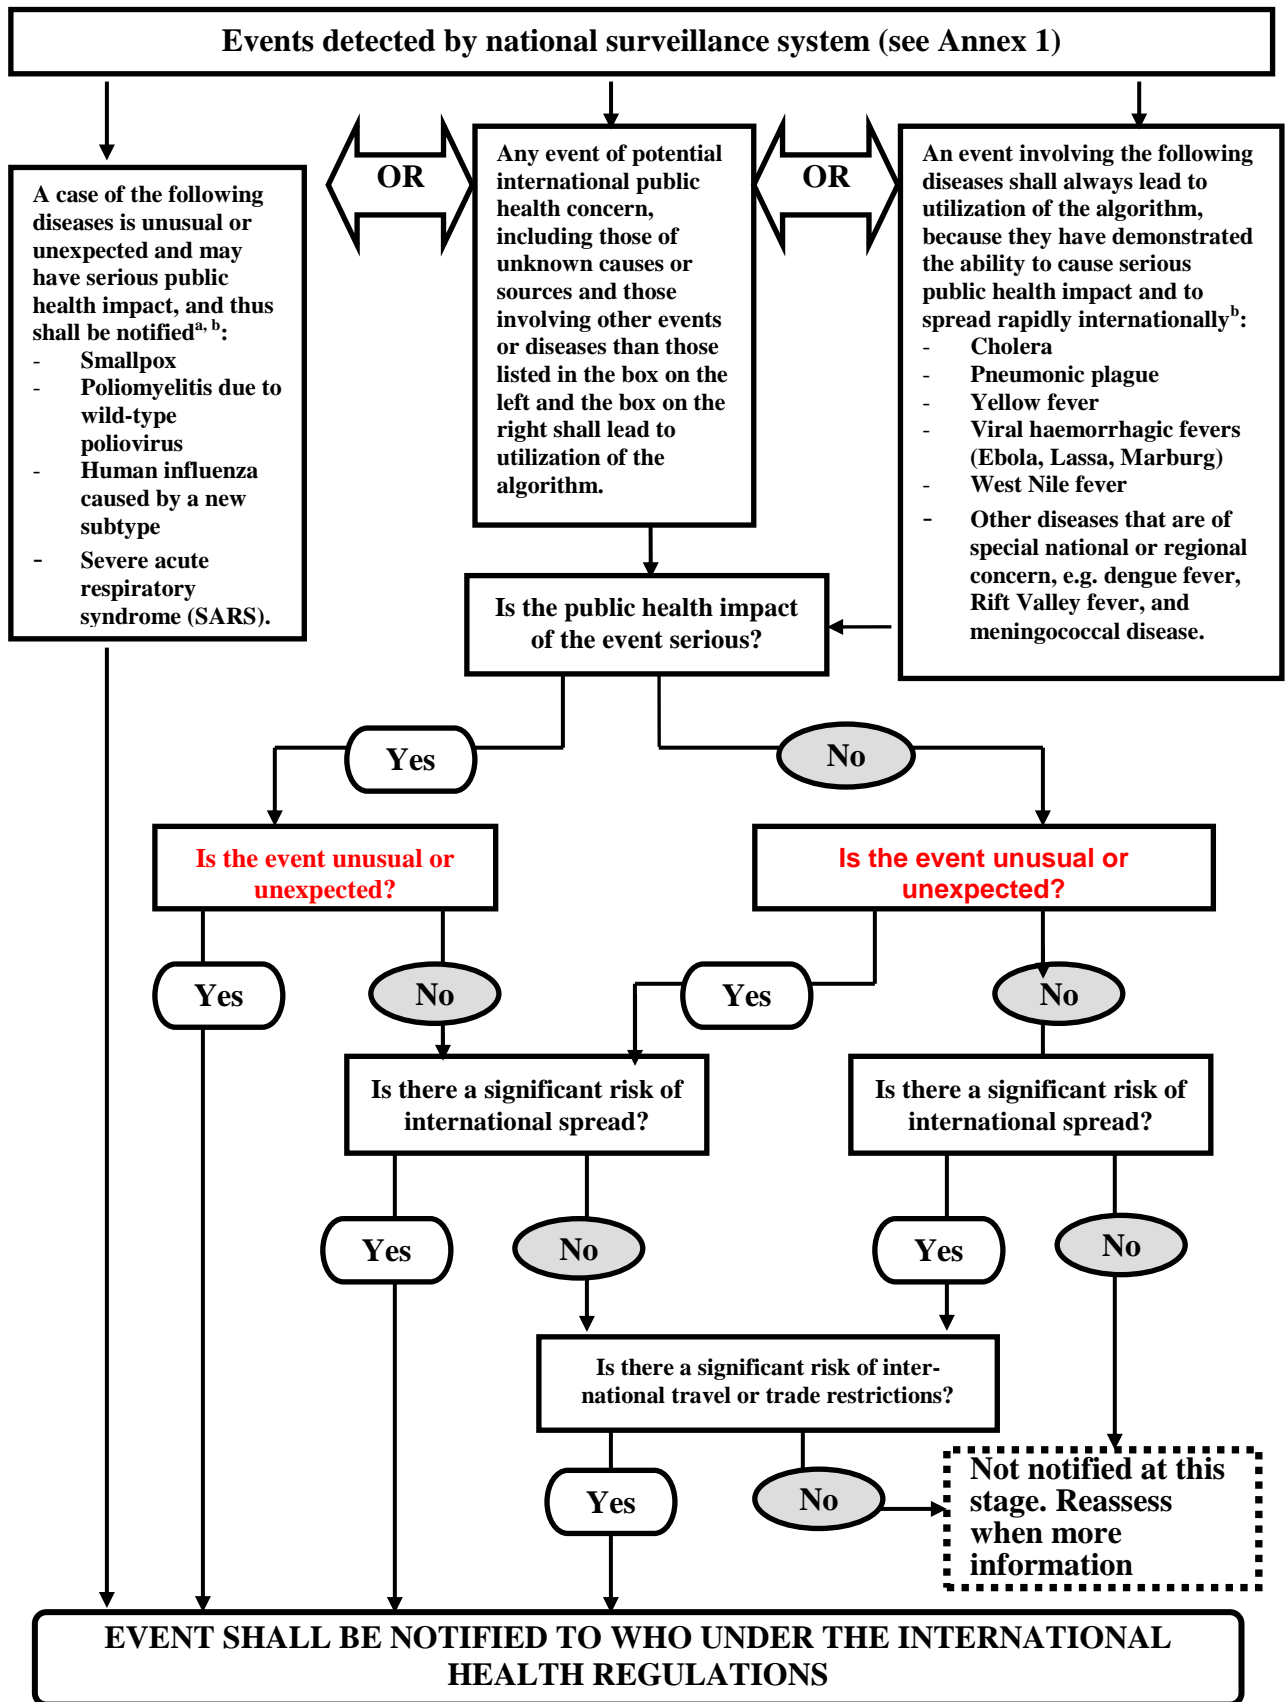 Events detected by national surveillance system (see Annex 1)
A case of the following
diseases is unusual or
unexpected and may
have serious public
health impact, and thus
shall be notifiedᵃ, ᵇ:
- Smallpox
- Poliomyelitis due to
wild-type
poliovirus
- Human influenza
caused by a new
subtype
- Severe acute
respiratory
syndrome (SARS).
OR
Any event of potential
international public
health concern,
including those of
unknown causes or
sources and those
involving other events
or diseases than those
listed in the box on the
left and the box on the
right shall lead to
utilization of the
algorithm.
OR
An event involving the following
diseases shall always lead to
utilization of the algorithm,
because they have demonstrated
the ability to cause serious
public health impact and to
spread rapidly internationallyᵇ:
- Cholera
- Pneumonic plague
- Yellow fever
- Viral haemorrhagic fevers
(Ebola, Lassa, Marburg)
- West Nile fever
- Other diseases that are of
special national or regional
concern, e.g. dengue fever,
Rift Valley fever, and
meningococcal disease.
Is the public health impact
of the event serious?
Yes
No
Is the event unusual or
unexpected?
Is the event unusual or
unexpected?
Yes
No
Yes
No
Is there a significant risk of
international spread?
Is there a significant risk of
international spread?
Yes
No
Yes
No
Is there a significant risk of inter-
national travel or trade restrictions?
Yes
No
Not notified at this
stage. Reassess
when more
information
EVENT SHALL BE NOTIFIED TO WHO UNDER THE INTERNATIONAL
HEALTH REGULATIONS